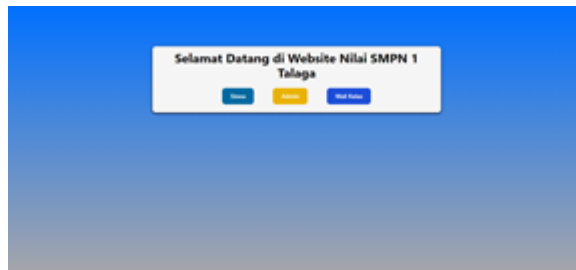 Selamat Datang di Website Nilai SMPN 1
Talaga
Siswa Admin Wali Kelas